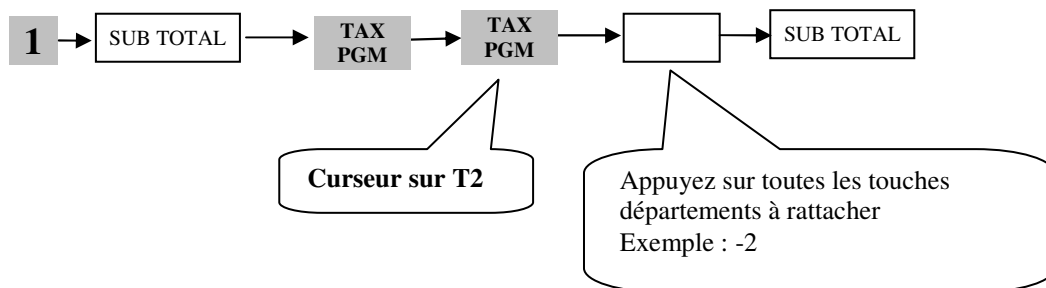 1
SUB TOTAL
TAX
PGM
TAX
PGM
SUB TOTAL
Curseur sur T2
Appuyez sur toutes les touches
départements à rattacher
Exemple : -2